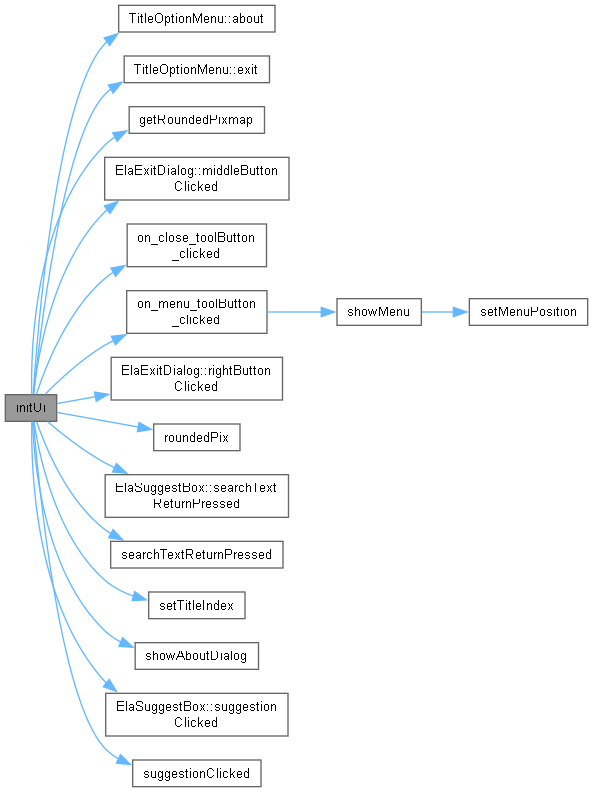 TitleOptionMenu::about
TitleOptionMenu::exit
getRoundedPixmap
ElaExitDialog::middleButton
Clicked
on_close_toolButton
_clicked
on_menu_toolButton
_clicked
showMenu
setMenuPosition
ElaExitDialog::rightButton
Clicked
initUi
roundedPix
ElaSuggestBox::searchText
ReturnPressed
searchTextReturnPressed
setTitleIndex
showAboutDialog
ElaSuggestBox::suggestion
Clicked
suggestionClicked